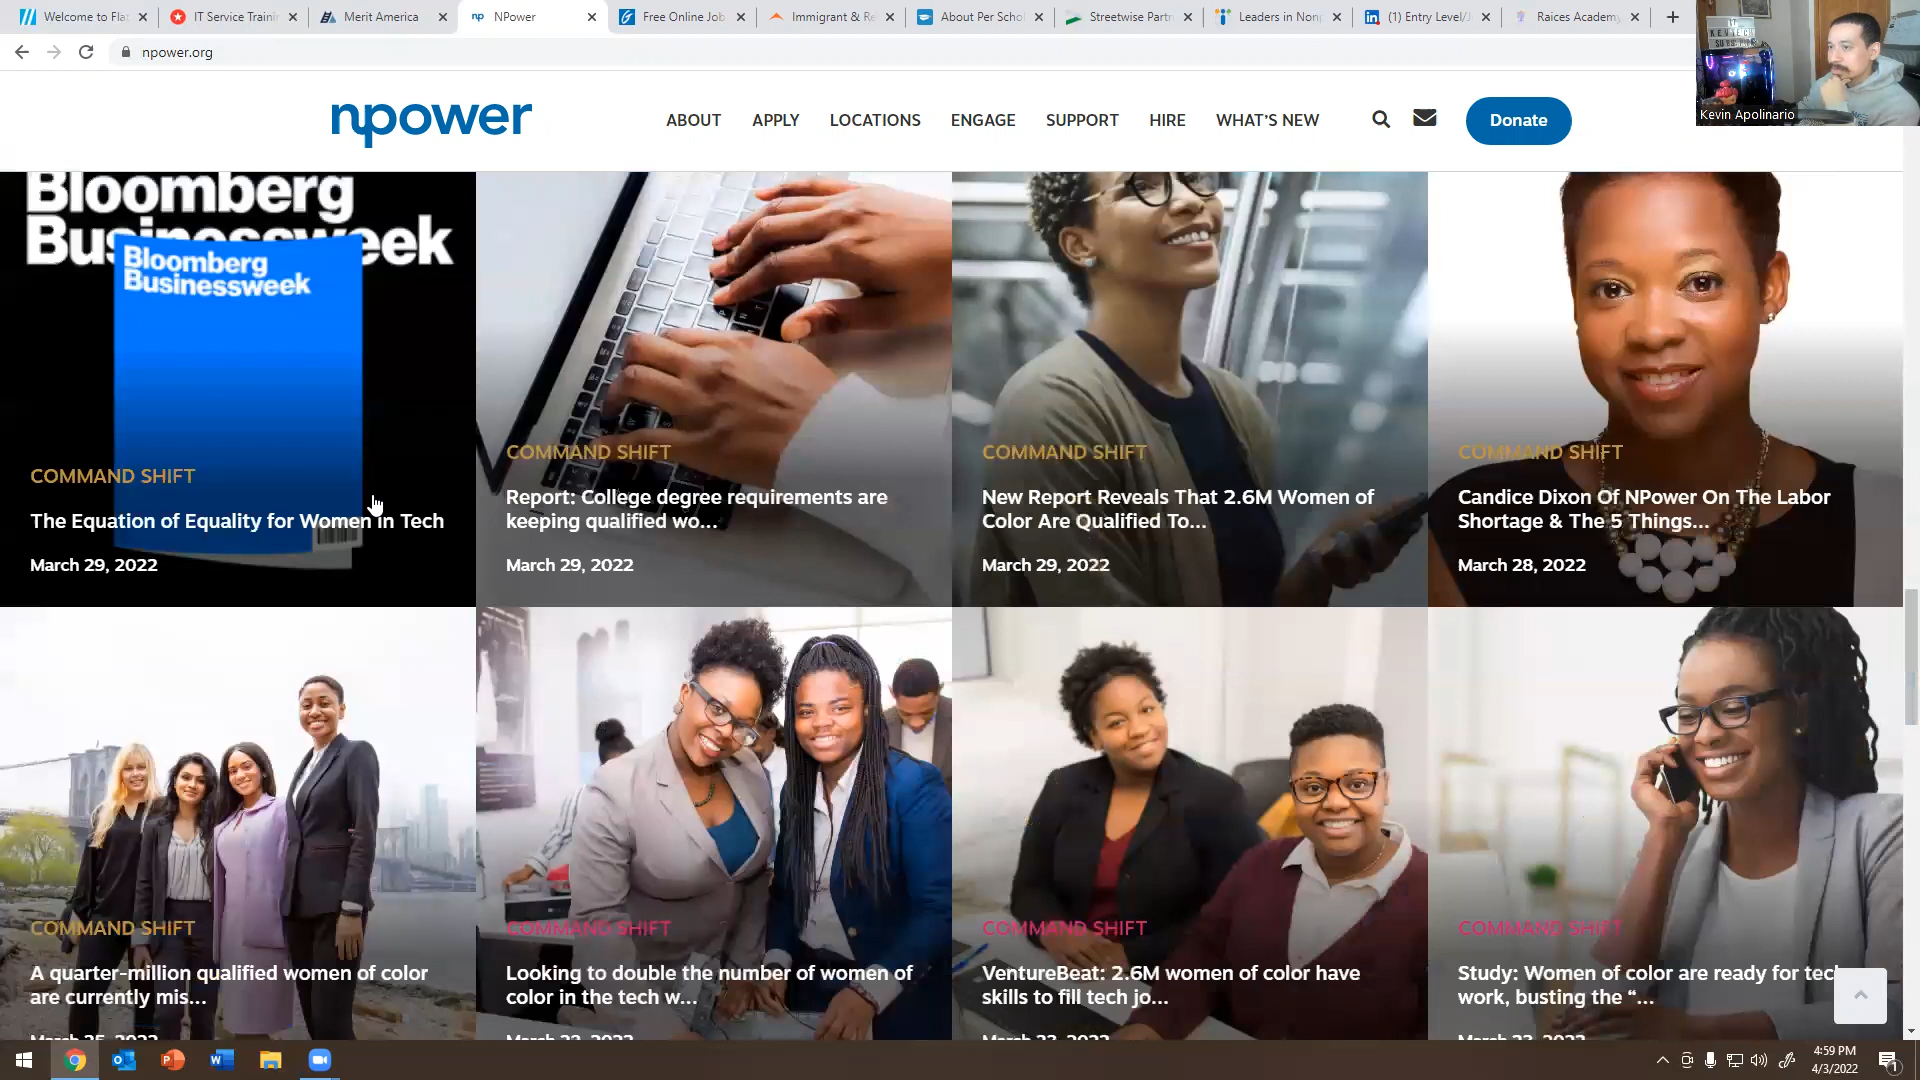 Welcome to Fla
IT Service Traini
Merit America
NPower
Free Online Job
Immigrant & Re
About Per Schol
Streetwise Partn
Leaders in Nonp
(1) Entry Level/J
Raices Academy
npower.org
SUBS
Kevin Apolinario
npower
ABOUT
APPLY
LOCATIONS
ENGAGE
SUPPORT
HIRE
WHAT'S NEW
Donate
Bloomberg
Businessweek
Bloomberg
Businessweek
COMMAND SHIFT
The Equation of Equality for Women in Tech
March 29, 2022
COMMAND SHIFT
Report: College degree requirements are
keeping qualified wo...
March 29, 2022
COMMAND SHIFT
New Report Reveals That 2.6M Women of
Color Are Qualified To...
March 29, 2022
COMMAND SHIFT
Candice Dixon Of NPower On The Labor
Shortage & The 5 Things...
March 28, 2022
COMMAND SHIFT
A quarter-million qualified women of color
are currently mis...
March 25, 2022
COMMAND SHIFT
Looking to double the number of women of
color in the tech w...
March 23, 2022
COMMAND SHIFT
VentureBeat: 2.6M women of color have
skills to fill tech jo...
March 23, 2022
COMMAND SHIFT
Study: Women of color are ready for tech
work, busting the “...
March 23, 2022
4:59 PM
4/3/2022